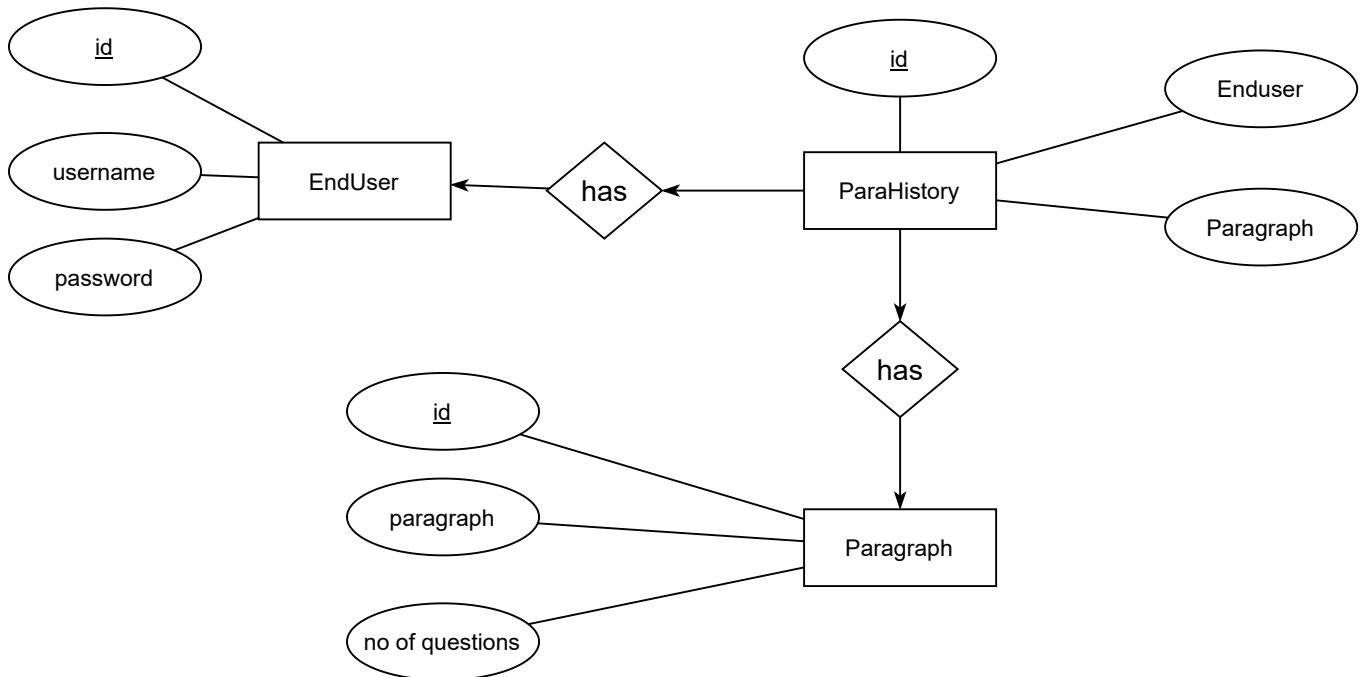 id
username
password
EndUser
has
id
ParaHistory
Enduser
Paragraph
has
id
paragraph
no of questions
Paragraph